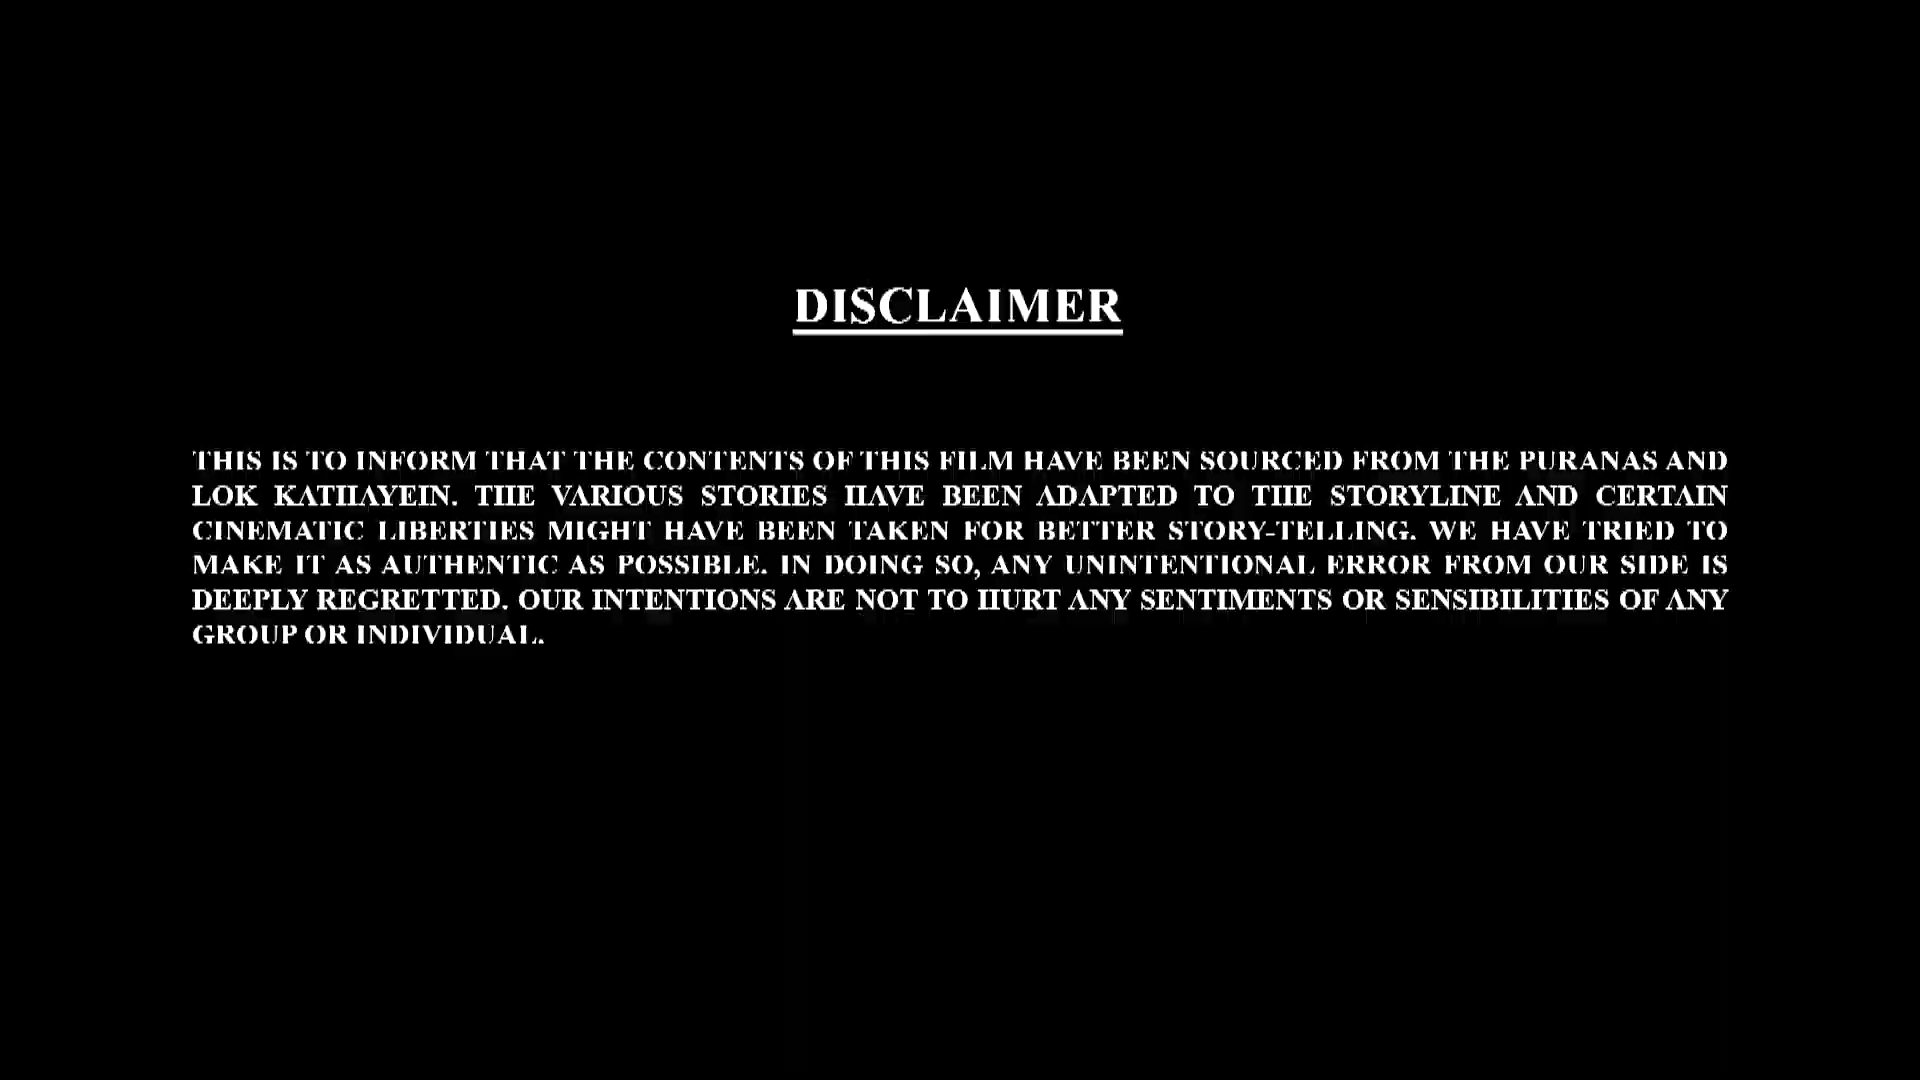 DISCLAIMER
THIS IS TO INFORM THAT THE CONTENTS OF THIS FILM HAVE BEEN SOURCED FROM THE PURANAS AND
LOK KATHAYEIN. THE VARIOUS STORIES HAVE BEEN ADAPTED TO THE STORYLINE AND CERTAIN
CINEMATIC LIBERTIES MIGHT HAVE BEEN TAKEN FOR BETTER STORY-TELLING. WE HAVE TRIED TO
MAKE IT AS AUTHENTIC AS POSSIBLE. IN DOING SO, ANY UNINTENTIONAL ERROR FROM OUR SIDE IS
DEEPLY REGRETTED. OUR INTENTIONS ARE NOT TO HURT ANY SENTIMENTS OR SENSIBILITIES OF ANY
GROUP OR INDIVIDUAL.